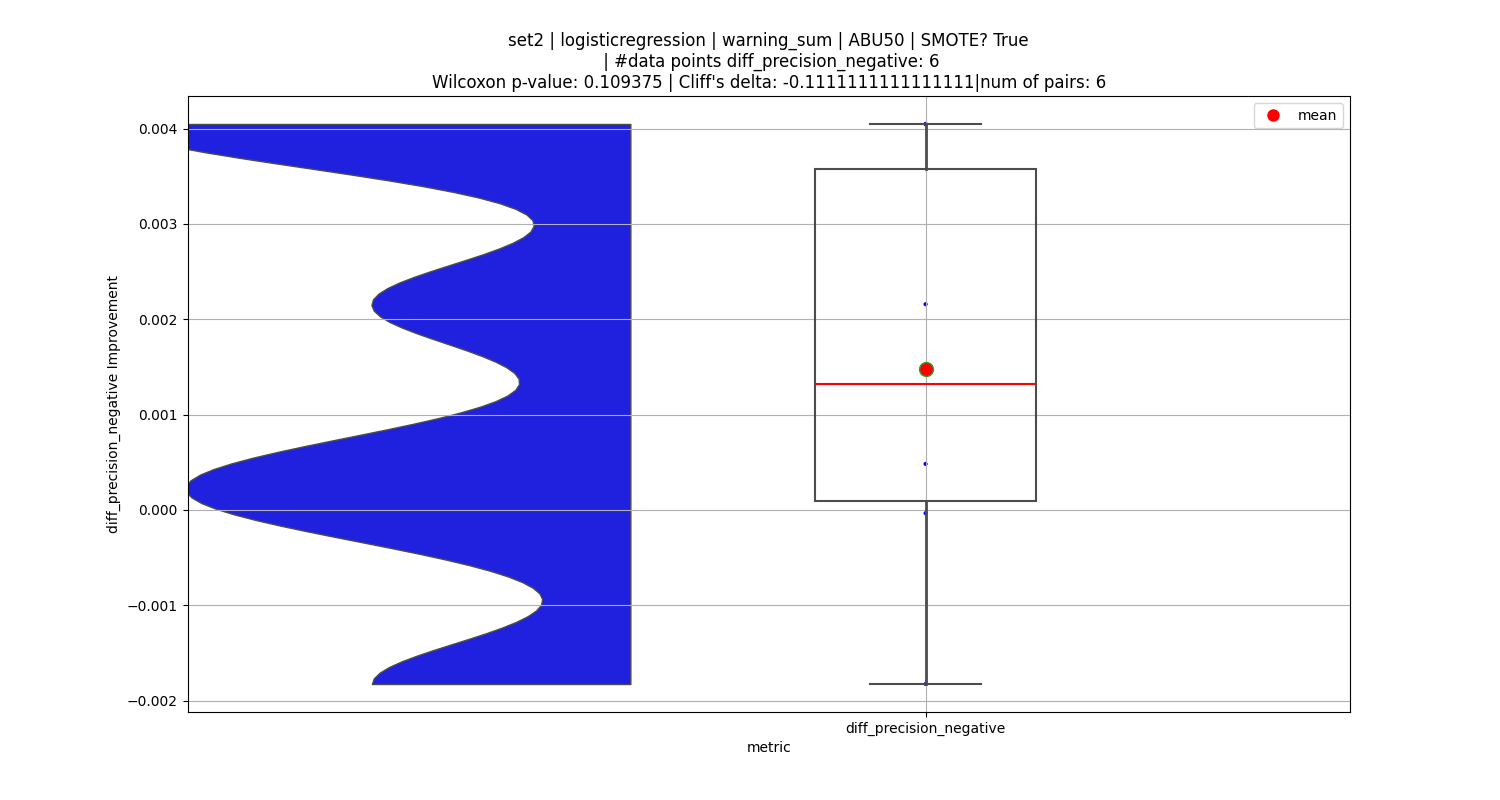 set2 | logisticregression | warning_sum | ABU50 | SMOTE? True
| #data points diff_precision_negative: 6
Wilcoxon p-value: 0.109375 | Cliff's delta: -0.1111111111111111|num of pairs: 6
mean
0.004
0.003
0.002
0.001
0.000
−0.001
−0.002
diff_precision_negative Improvement
diff_precision_negative
metric